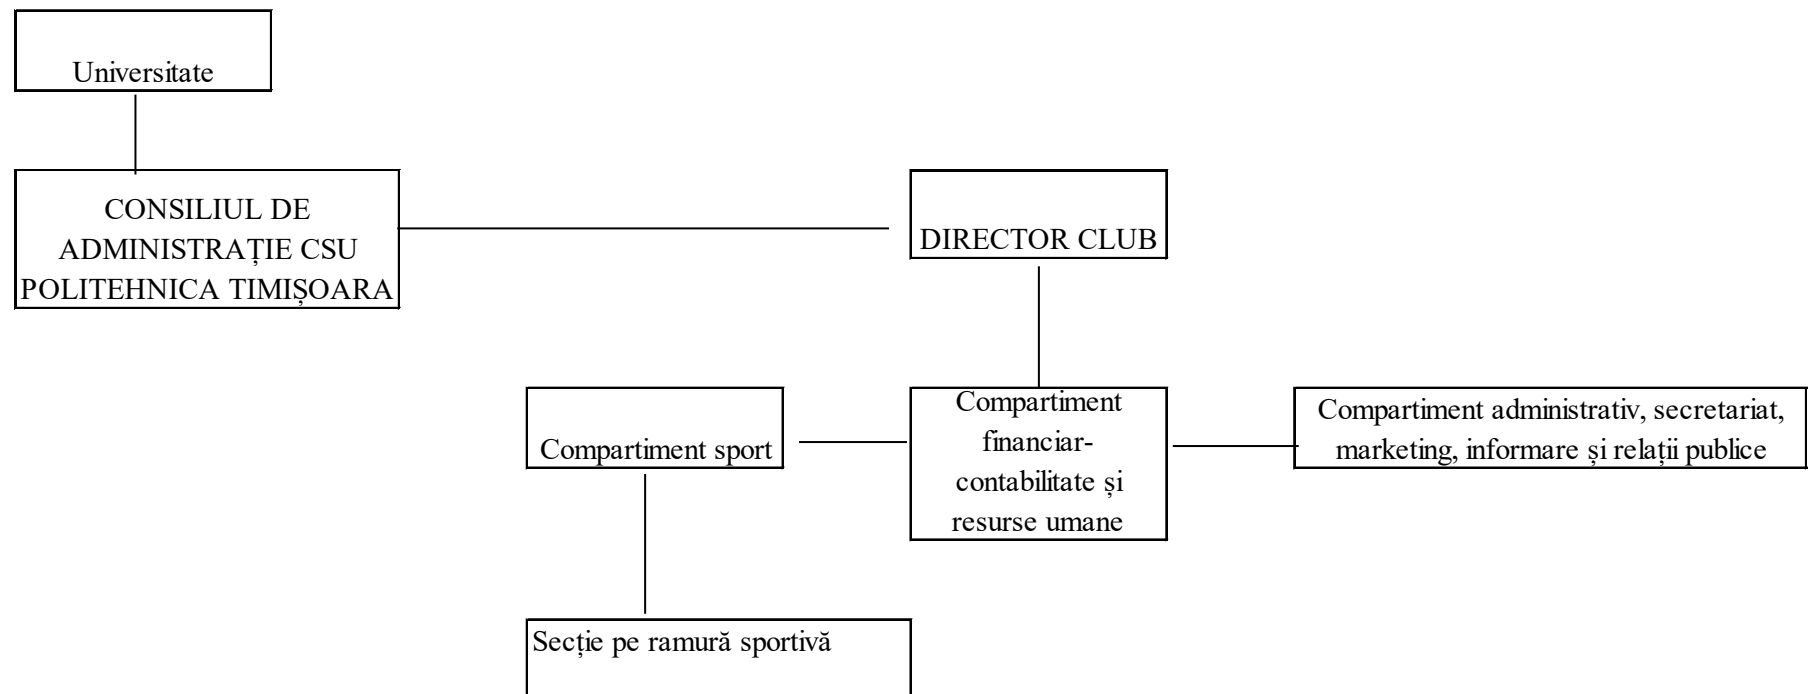 Universitate
CONSILIUL DE
ADMINISTRAȚIE CSU
POLITEHNICA TIMIȘOARA
DIRECTOR CLUB
Compartiment sport
Compartiment
financiar-
contabilitate și
resurse umane
Compartiment administrativ, secretariat,
marketing, informare și relații publice
Secție pe ramură sportivă